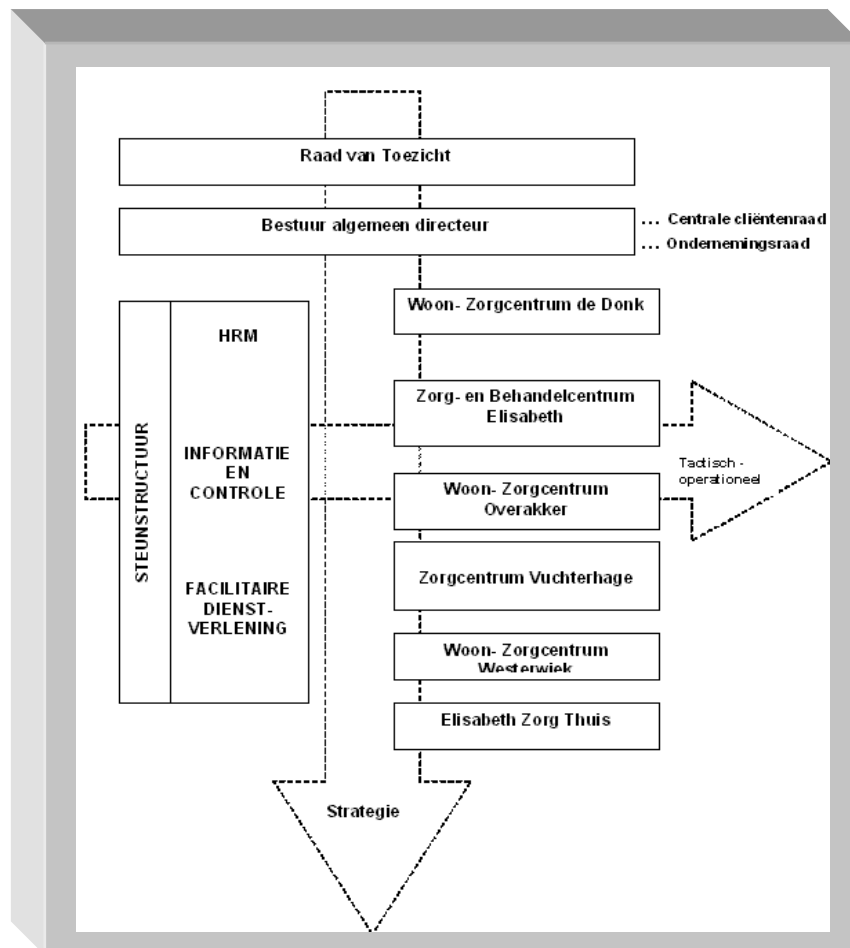 Raad van Toezicht
Bestuur algemeen directeur
... Centrale cliëntenraad
... Ondernemingsraad
Woon- Zorgcentrum de Donk
STEUNSTRUCTUUR
HRM
INFORMATIE
EN
CONTROLE
FACILITAIRE
DIENST-
VERLENING
Zorg- en Behandelcentrum
Elisabeth
Woon- Zorgcentrum
Overakker
Zorgcentrum Vuchterhage
Woon- Zorgcentrum
Westerwiek
Elisabeth Zorg Thuis
Tactisch -
operationeel
Strategie